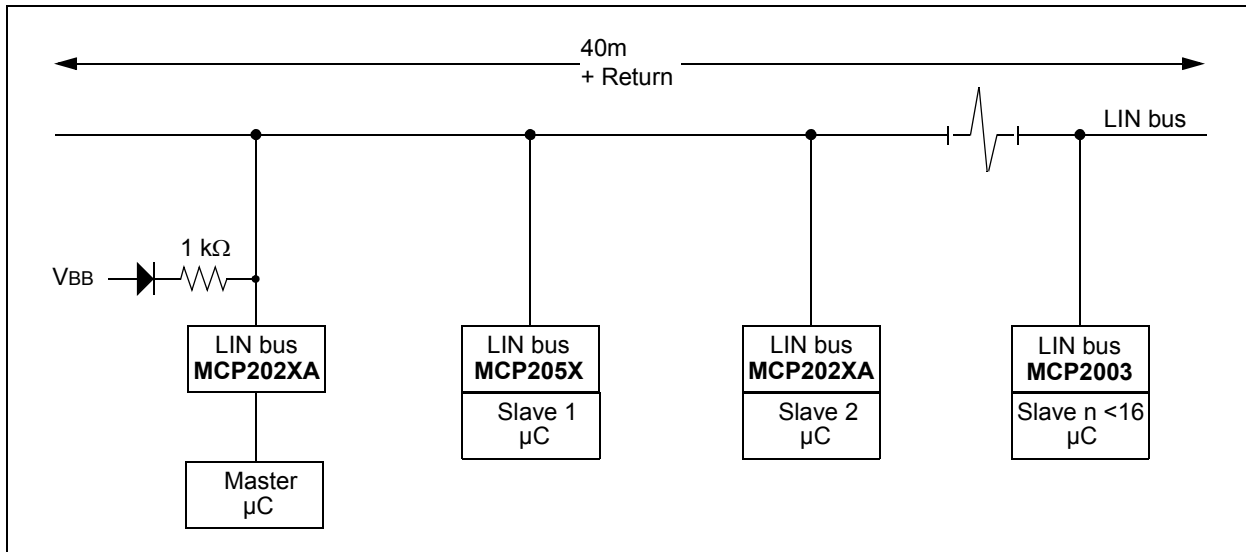 40m
+ Return
LIN bus
1 kΩ
VBB
LIN bus
MCP202XA
Master
µC
LIN bus
MCP205X
Slave 1
µC
LIN bus
MCP202XA
Slave 2
µC
LIN bus
MCP2003
Slave n <16
µC